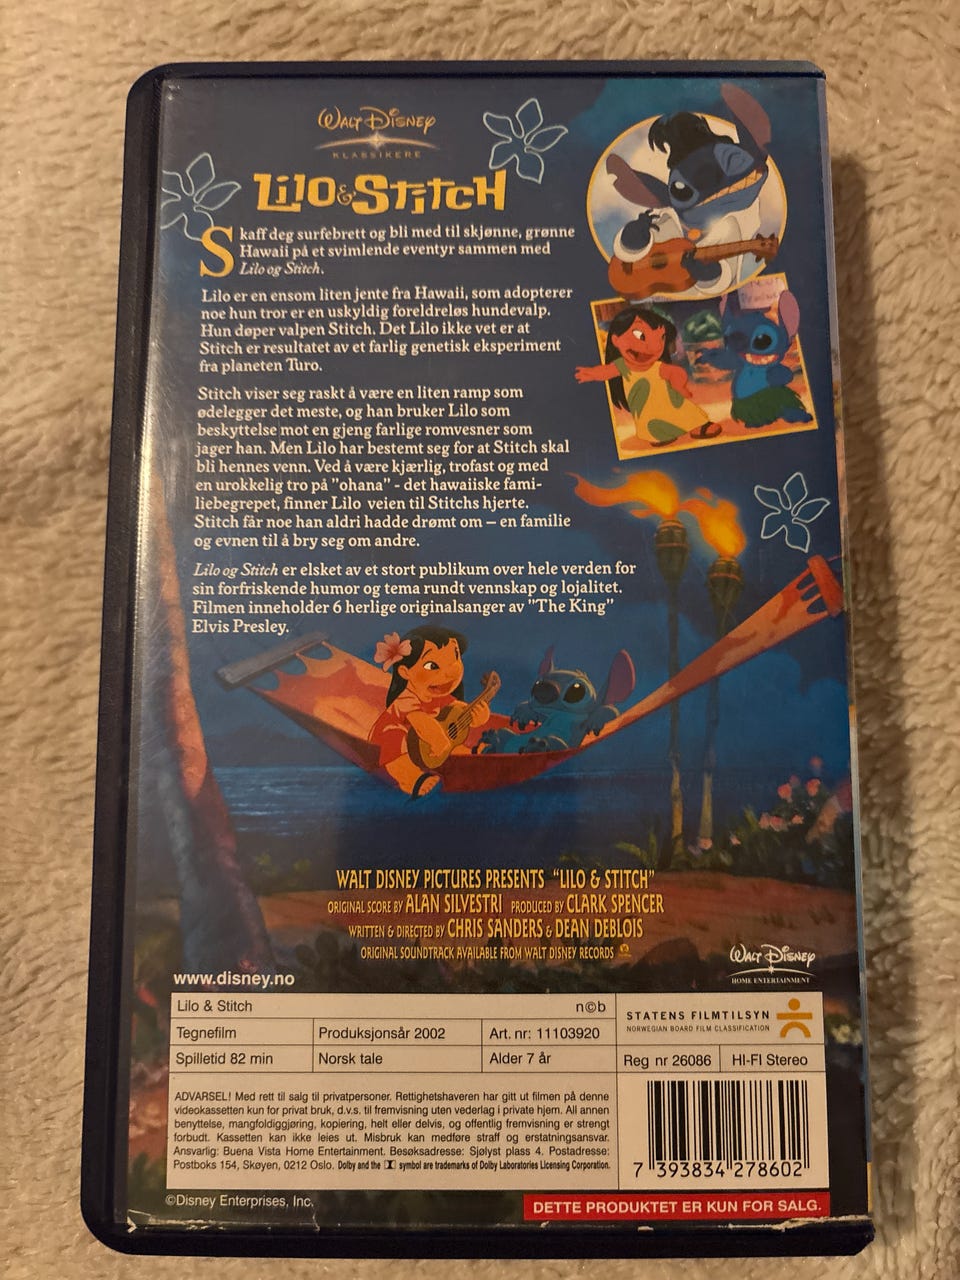 WALT DISNEY
KLASSIKERE
LILO & STITCH
Skaff deg surfebrett og bli med til skjønne, grønne
Hawaii på et svimlende eventyr sammen med
Lilo og Stitch.
Lilo er en ensom liten jente fra Hawaii, som adopterer
noe hun tror er en uskyldig foreldreløs hundevalp.
Hun døper valpen Stitch. Det Lilo ikke vet er at
Stitch er resultatet av et farlig genetisk eksperiment
fra planeten Turo.
Stitch viser seg raskt å være en liten ramp som
ødelegger det meste, og han bruker Lilo som
beskyttelse mot en gjeng farlige romvesner som
jager han. Men Lilo har bestemt seg for at Stitch skal
bli hennes venn. Ved å være kjærlig, trofast og med
en urokkelig tro på "ohana" - det hawaiiske fami-
liebegrepet, finner Lilo veien til Stitchs hjerte.
Stitch får noe han aldri hadde drømt om – en familie
og evnen til å bry seg om andre.
Lilo og Stitch er elsket av et stort publikum over hele verden for
sin forfriskende humor og tema rundt vennskap og lojalitet.
Filmen inneholder 6 herlige originalsanger av "The King"
Elvis Presley.
WALT DISNEY PICTURES PRESENTS "LILO & STITCH"
ORIGINAL SCORE BY ALAN SILVESTRI PRODUCED BY CLARK SPENCER
WRITTEN & DIRECTED BY CHRIS SANDERS & DEAN DEBLOIS
ORIGINAL SOUNDTRACK AVAILABLE FROM WALT DISNEY RECORDS
WALT DISNEY
HOME ENTERTAINMENT
www.disney.no
Lilo & Stitch n©b
Tegnefilm Produksjonsår 2002 Art. nr: 11103920
Spilletid 82 min Norsk tale Alder 7 år
STATENS FILMTILSYN
NORWEGIAN BOARD FILM CLASSIFICATION
Reg nr 26086 HI-FI Stereo
ADVARSEL! Med rett til salg til privatpersoner. Rettighetshaveren har gitt ut filmen på denne
videokassetten kun for privat bruk, d.v.s. til fremvisning uten vederlag i private hjem. All annen
benyttelse, mangfoldiggjøring, kopiering, helt eller delvis, og offentlig fremvisning er strengt
forbudt. Kassetten kan ikke leies ut. Misbruk kan medføre straff og erstatningsansvar.
Ansvarlig: Buena Vista Home Entertainment. Besøksadresse: Sjølyst plass 4. Postadresse:
Postboks 154, Skøyen, 0212 Oslo. Dolby and the symbol are trademarks of Dolby Laboratories Licensing Corporation.
7 393834 278602
©Disney Enterprises, Inc.
DETTE PRODUKTET ER KUN FOR SALG.